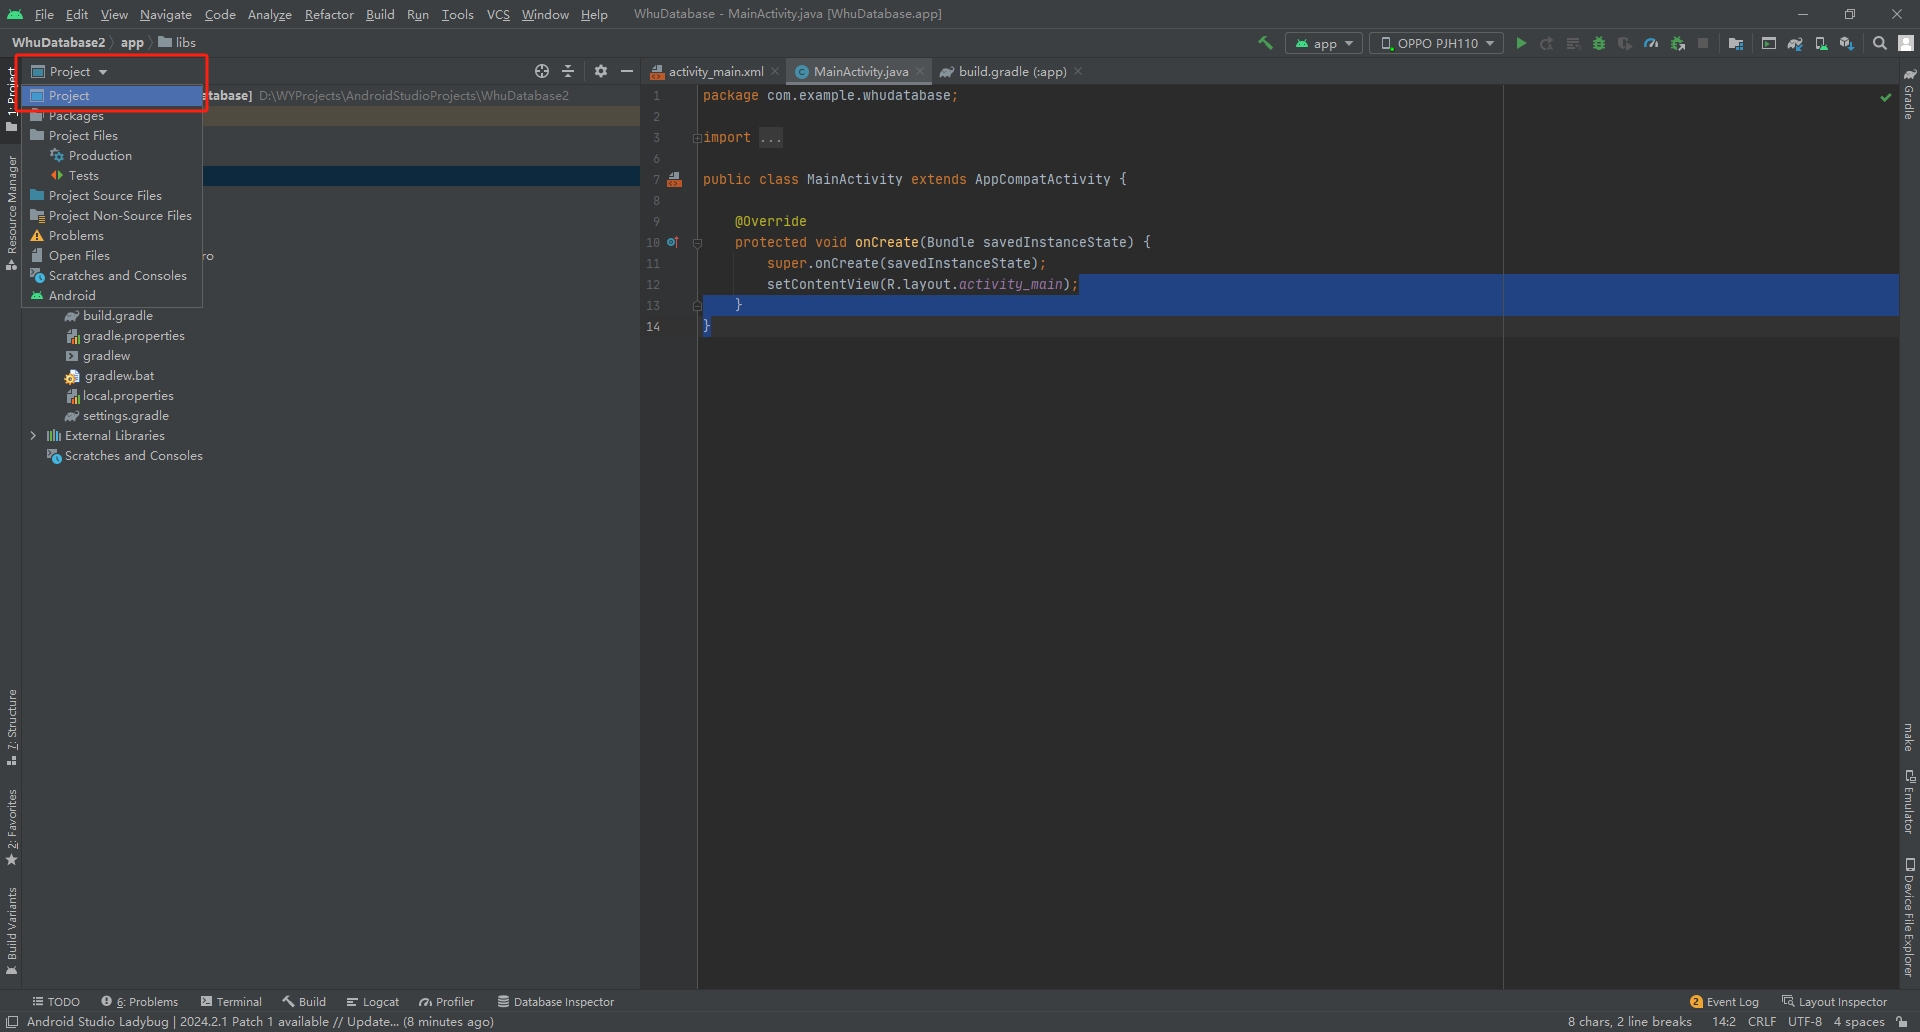 File Edit View Navigate Code Analyze Refactor Build Run Tools VCS Window Help WhuDatabase - MainActivity.java [WhuDatabase.app]
WhuDatabase2 app libs
app OPPO PJH110
Project
activity_main.xml MainActivity.java build.gradle (:app)
Project
atabase] D:\WYProjects\AndroidStudioProjects\WhuDatabase2
Packages
Project Files
Production
Tests
Project Source Files
Project Non-Source Files
Problems
Open Files
ro
Scratches and Consoles
Android
build.gradle
gradle.properties
gradlew
gradlew.bat
local.properties
settings.gradle
External Libraries
Scratches and Consoles
1: Project
Resource Manager
7: Structure
2: Favorites
Build Variants
1 package com.example.whudatabase;
2
3 import ...
6
7 public class MainActivity extends AppCompatActivity {
8
9 @Override
10 protected void onCreate(Bundle savedInstanceState) {
11 super.onCreate(savedInstanceState);
12 setContentView(R.layout.activity_main);
13 }
14 }
Gradle
make
Emulator
Device File Explorer
TODO 6: Problems Terminal Build Logcat Profiler Database Inspector 2 Event Log Layout Inspector
Android Studio Ladybug | 2024.2.1 Patch 1 available // Update... (8 minutes ago) 8 chars, 2 line breaks 14:2 CRLF UTF-8 4 spaces